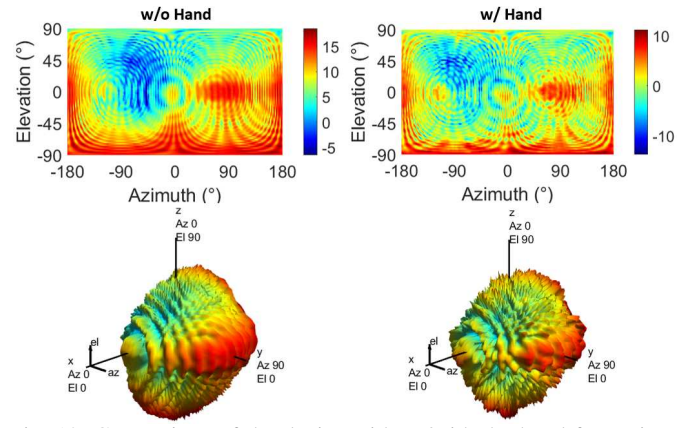 w/o Hand
90
45
0
-45
-90
Elevation (°)
-180 -90 0 90 180
Azimuth (°)
15
10
5
0
-5
w/ Hand
90
45
0
-45
-90
Elevation (°)
-180 -90 0 90 180
Azimuth (°)
10
0
-10
z
Az 0
El 90
x
Az 0
El 0
el
az
y
Az 90
El 0
z
Az 0
El 90
x
Az 0
El 0
el
az
y
Az 90
El 0